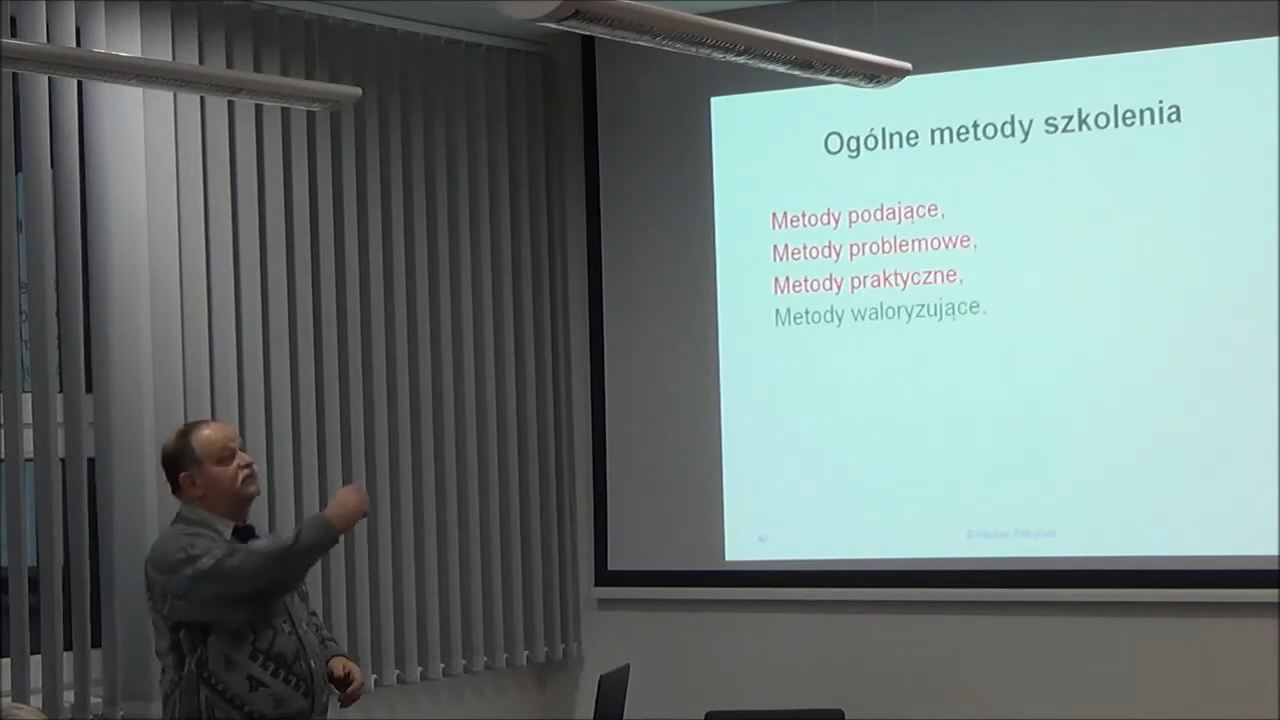 Ogólne metody szkolenia
Metody podające,
Metody problemowe,
Metody praktyczne,
Metody waloryzujące.